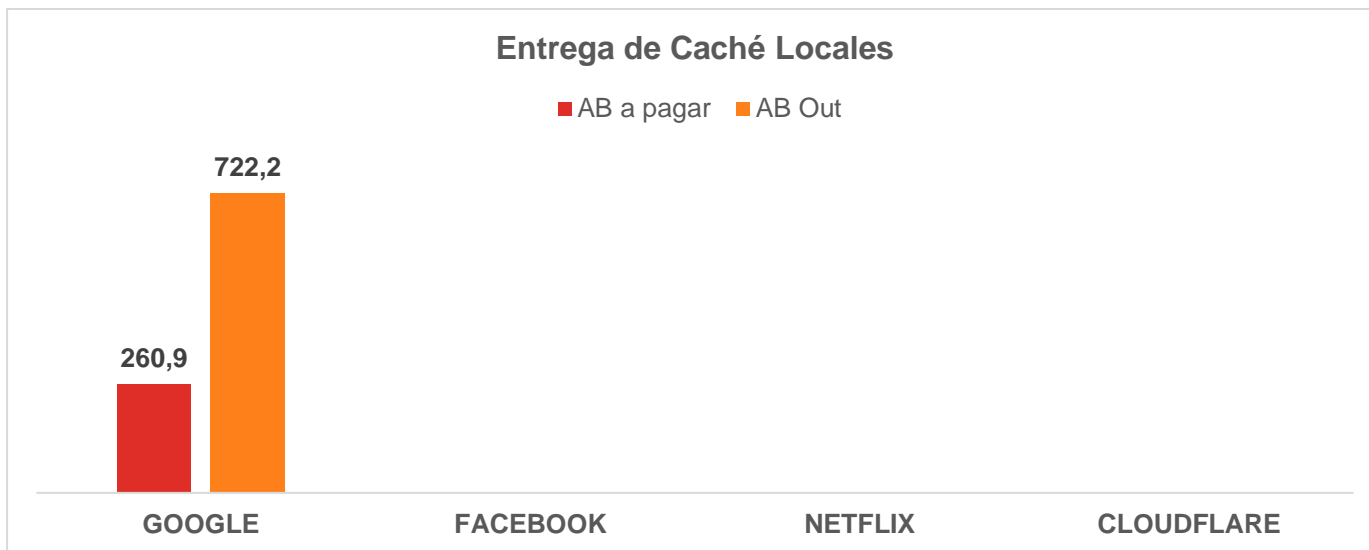 Entrega de Caché Locales
AB a pagar AB Out
722,2
260,9
GOOGLE FACEBOOK NETFLIX CLOUDFLARE